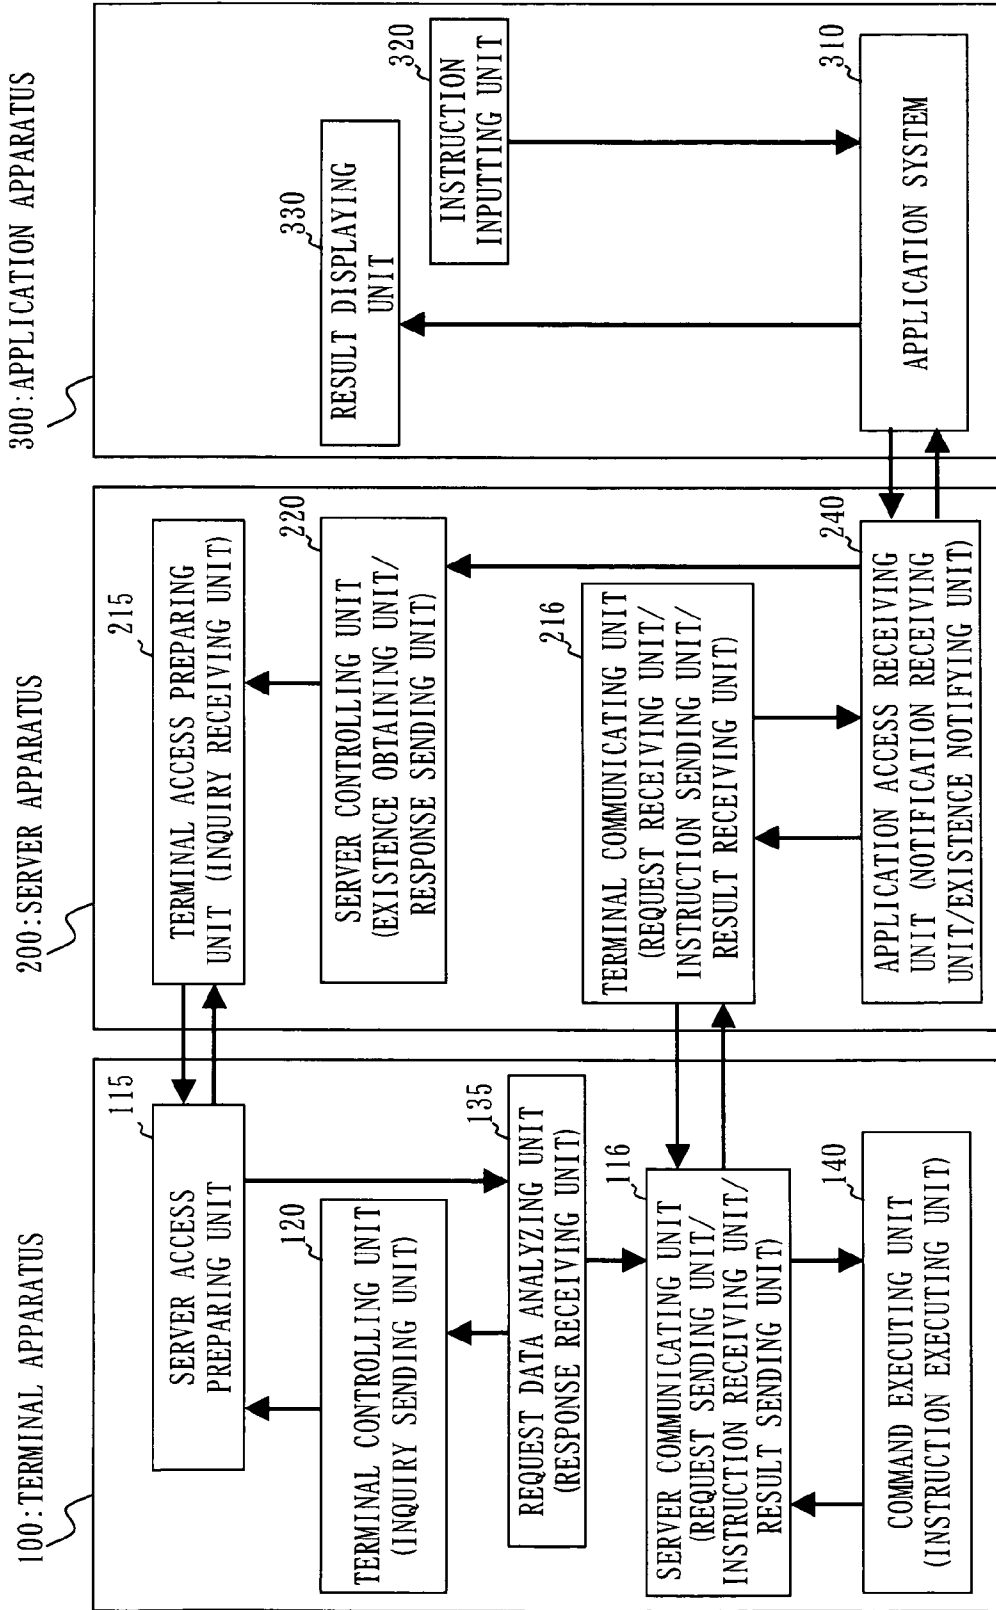 100:TERMINAL APPARATUS
SERVER ACCESS
PREPARING UNIT
115
TERMINAL CONTROLLING UNIT
(INQUIRY SENDING UNIT)
120
REQUEST DATA ANALYZING UNIT
(RESPONSE RECEIVING UNIT)
135
SERVER COMMUNICATING UNIT
(REQUEST SENDING UNIT/
INSTRUCTION RECEIVING UNIT/
RESULT SENDING UNIT)
116
COMMAND EXECUTING UNIT
(INSTRUCTION EXECUTING UNIT)
140
200:SERVER APPARATUS
TERMINAL ACCESS PREPARING
UNIT (INQUIRY RECEIVING UNIT)
215
SERVER CONTROLLING UNIT
(EXISTENCE OBTAINING UNIT/
RESPONSE SENDING UNIT)
220
TERMINAL COMMUNICATING UNIT
(REQUEST RECEIVING UNIT/
INSTRUCTION SENDING UNIT/
RESULT RECEIVING UNIT)
216
APPLICATION ACCESS RECEIVING
UNIT (NOTIFICATION RECEIVING
UNIT/EXISTENCE NOTIFYING UNIT)
240
300:APPLICATION APPARATUS
RESULT DISPLAYING
UNIT
330
INSTRUCTION
INPUTTING UNIT
320
APPLICATION SYSTEM
310